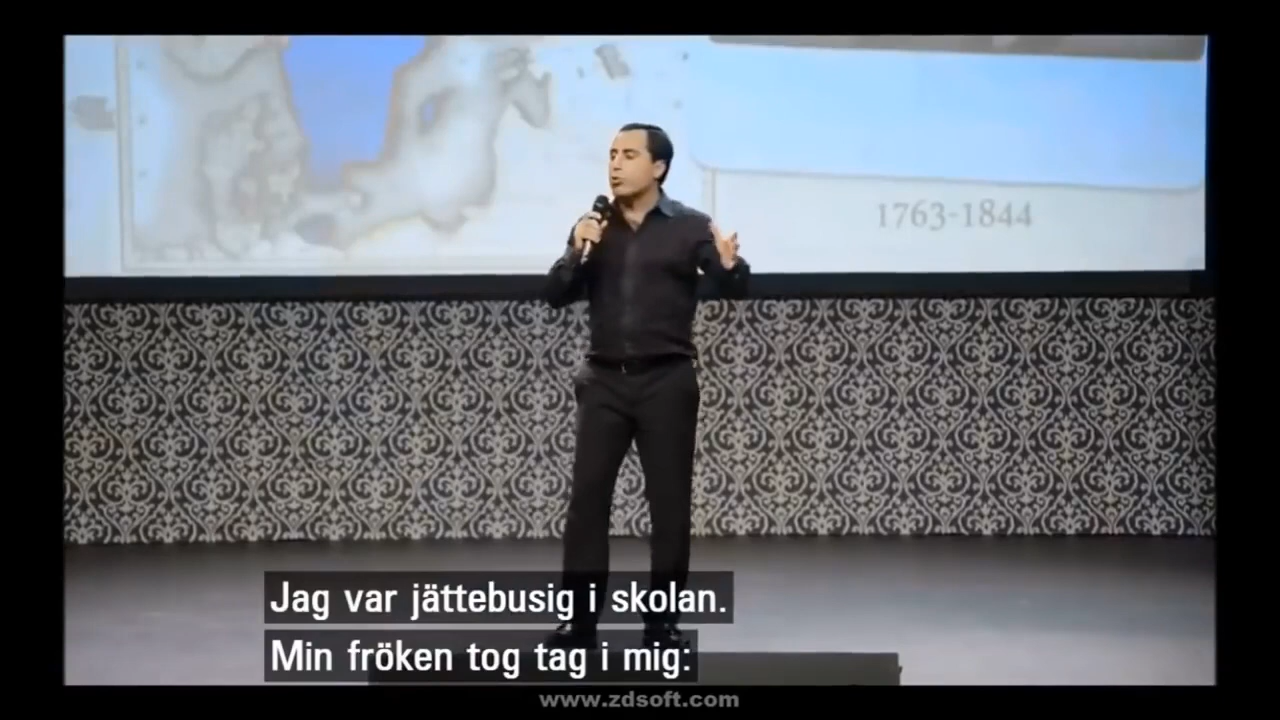 1763-1844
Jag var jättebusig i skolan.
Min fröken tog tag i mig:
www.zdsoft.com